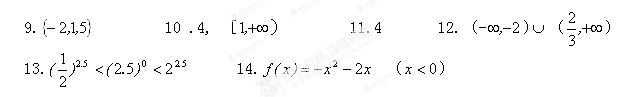 9. {−2,1,5} 10 .4, [1,+∞) 11.4 12. (-∞,−2)∪ (2/3,+∞)
13. (1/2)^2.5 <(2.5)^0 < 2^2.5 14. f(x)=−x^2−2x (x<0)